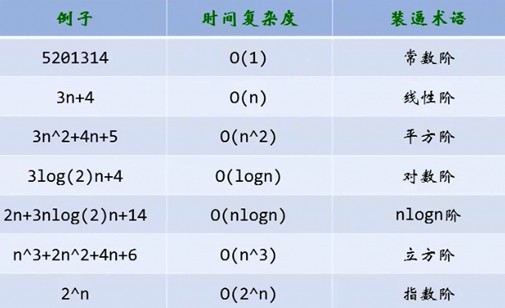 例子 时间复杂度 装逼术语
5201314 O(1) 常数阶
3n+4 O(n) 线性阶
3n^2+4n+5 O(n^2) 平方阶
3log(2)n+4 O(logn) 对数阶
2n+3nlog(2)n+14 O(nlogn) nlogn阶
n^3+2n^2+4n+6 O(n^3) 立方阶
2^n O(2^n) 指数阶